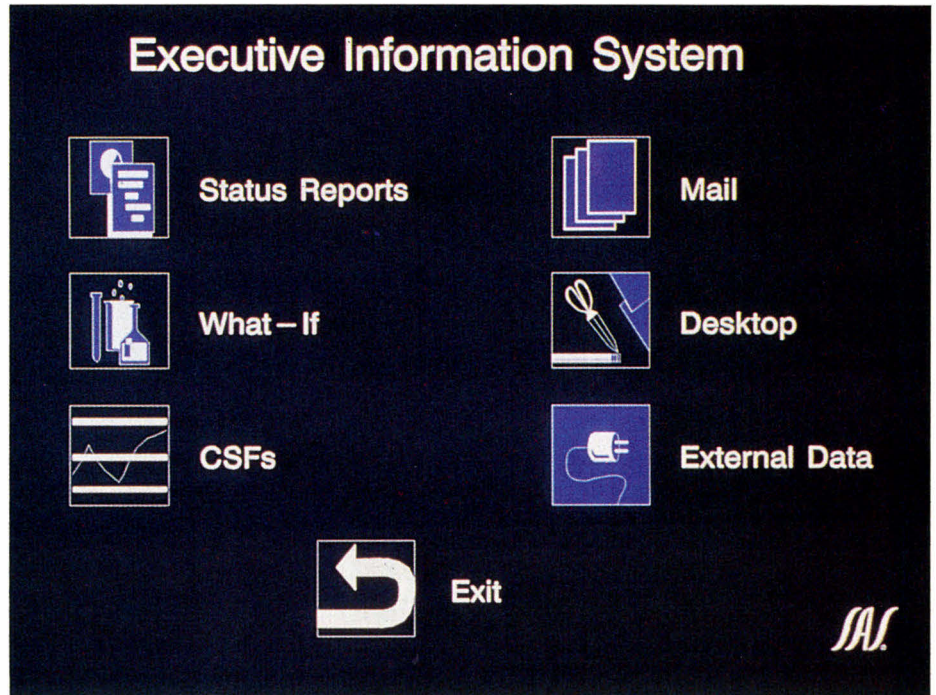 Executive Information System
Status Reports
Mail
What–If
Desktop
CSFs
External Data
Exit
SAS.